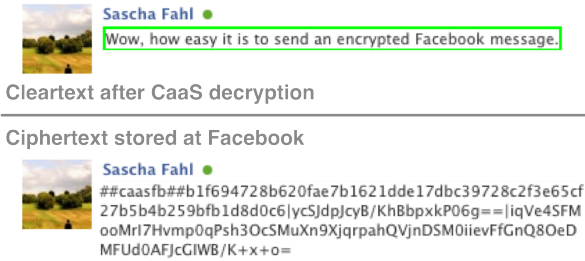 Sascha Fahl
Wow, how easy it is to send an encrypted Facebook message.
Cleartext after CaaS decryption
Ciphertext stored at Facebook
Sascha Fahl
##caasfb##b1f694728b620fae7b1621dde17dbc39728c2f3e65cf
27b5b4b259bfb1d8d0c6|ycSJdpJcyB/KhBbpxkP06g==|iqVe4SFM
ooMrI7Hvmp0qPsh3OcSMuXn9XjqrpahQVjnDSM0iievFfGnQ8OeD
MFUd0AFJcGIWB/K+x+o=